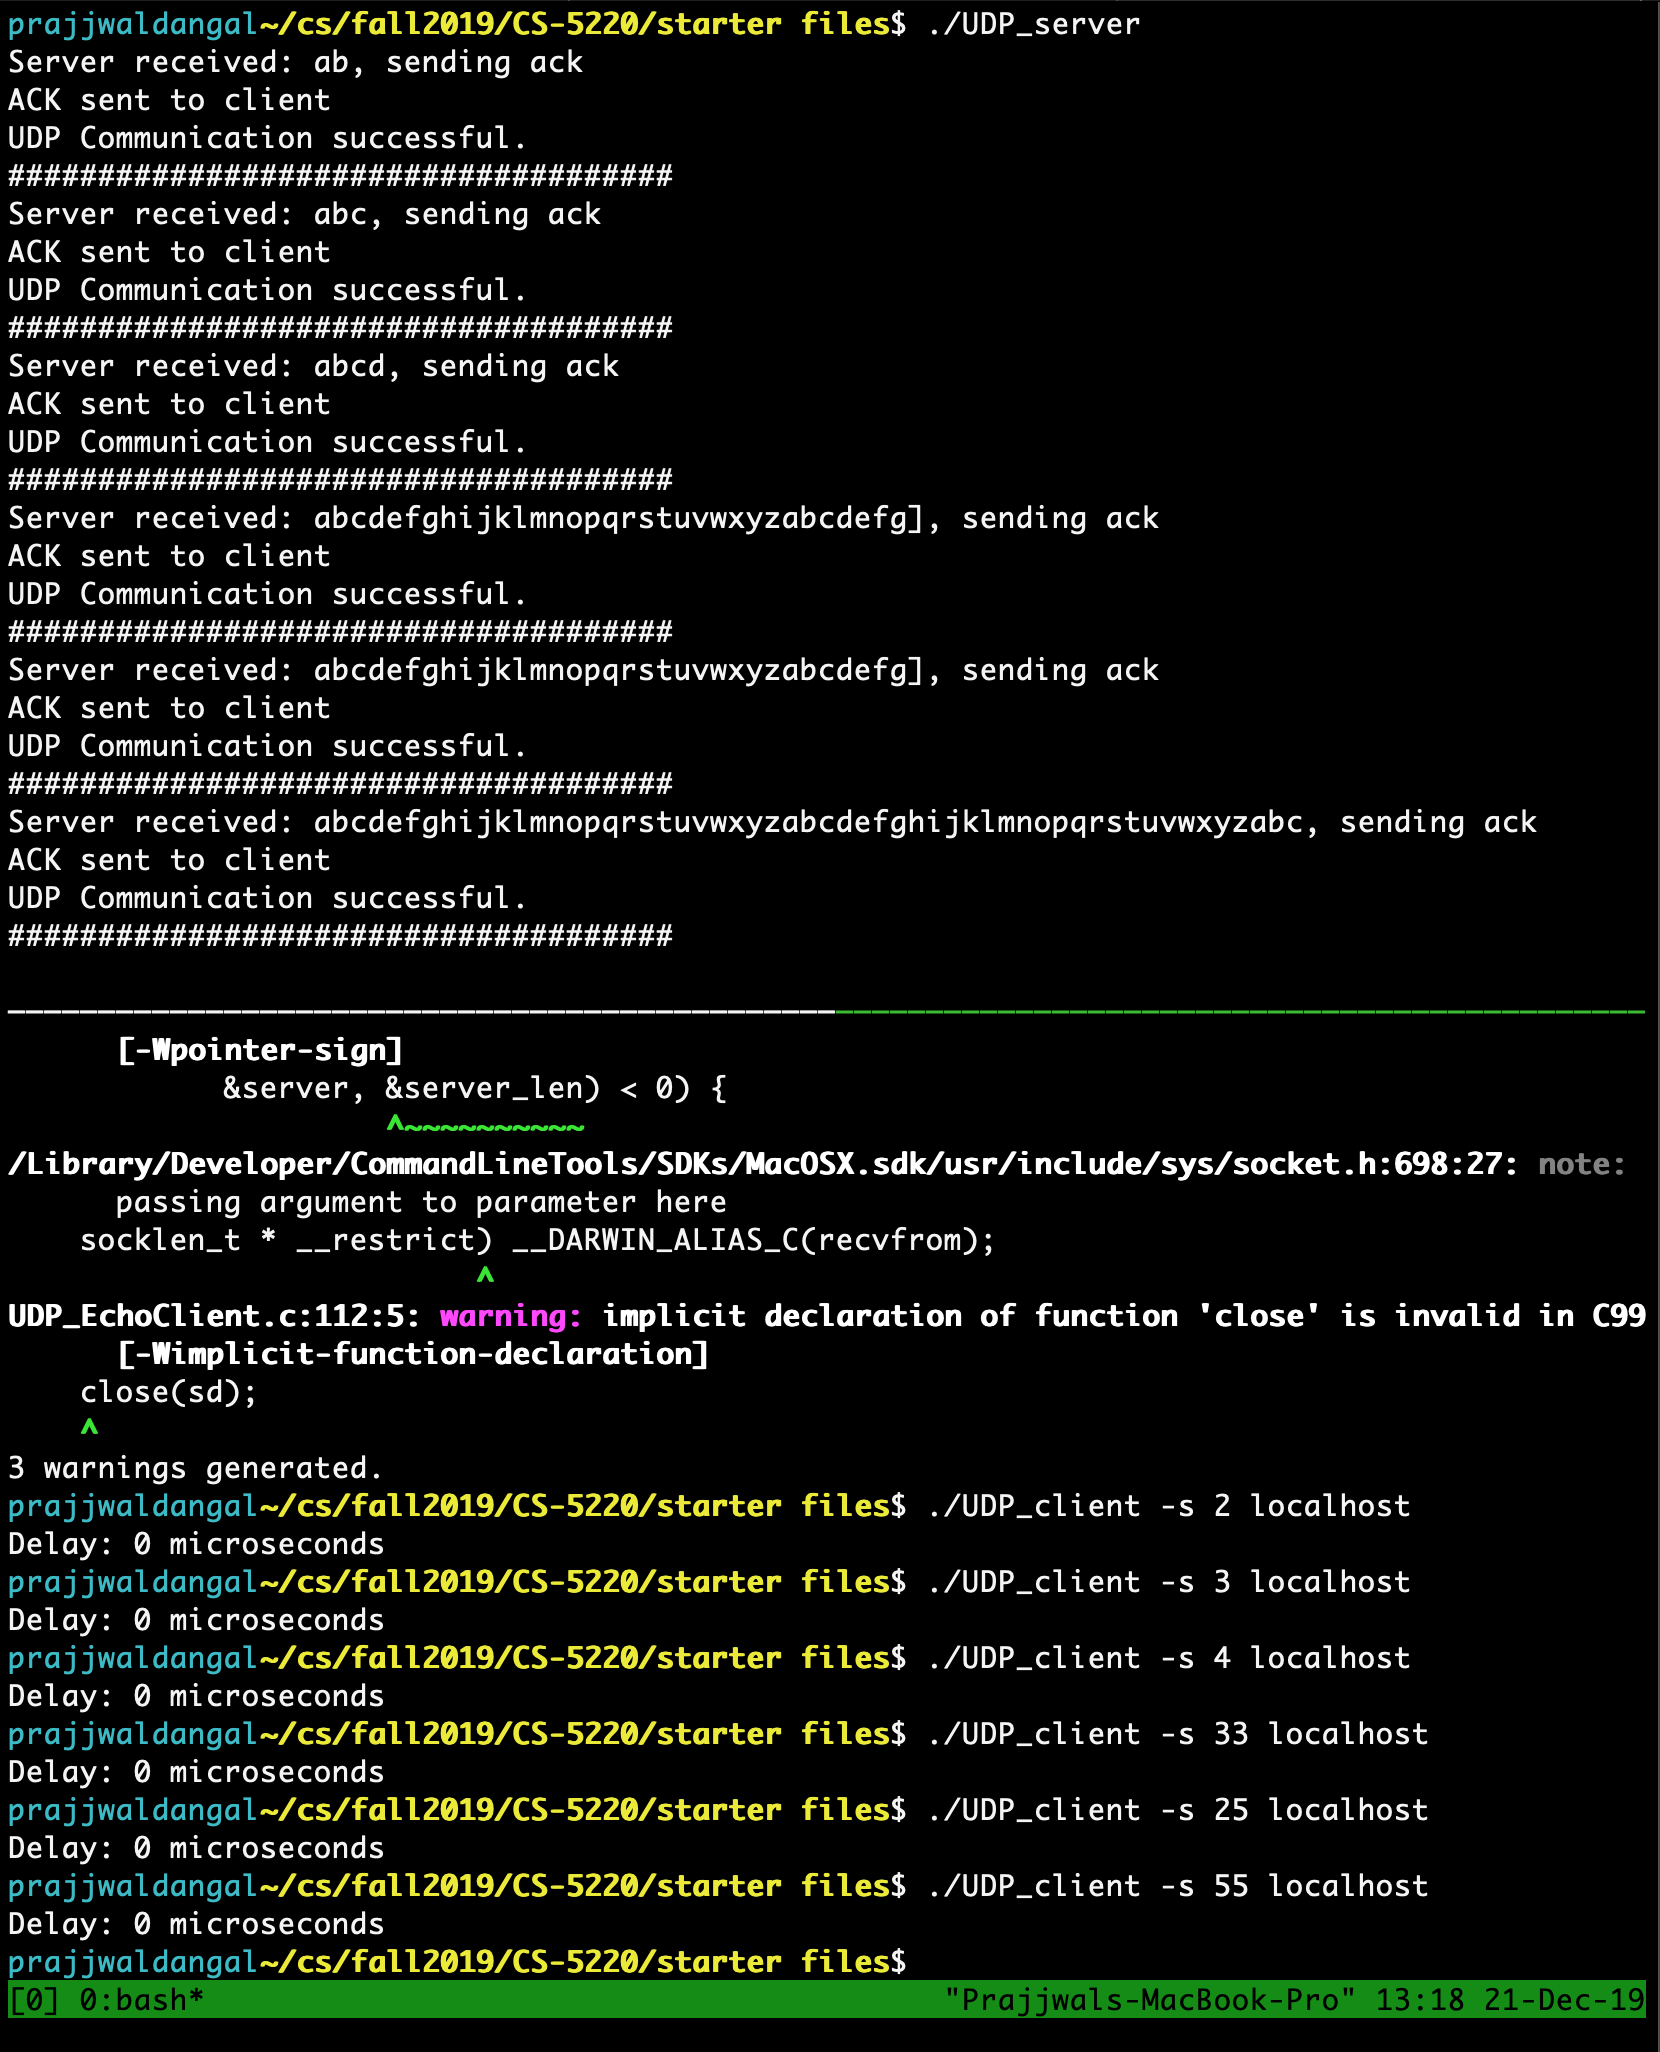 prajjwaldangal~/cs/fall2019/CS-5220/starter files$ ./UDP_server
Server received: ab, sending ack
ACK sent to client
UDP Communication successful.
#####################################
Server received: abc, sending ack
ACK sent to client
UDP Communication successful.
#####################################
Server received: abcd, sending ack
ACK sent to client
UDP Communication successful.
#####################################
Server received: abcdefghijklmnopqrstuvwxyzabcdefg], sending ack
ACK sent to client
UDP Communication successful.
#####################################
Server received: abcdefghijklmnopqrstuvwxyzabcdefg], sending ack
ACK sent to client
UDP Communication successful.
#####################################
Server received: abcdefghijklmnopqrstuvwxyzabcdefghijklmnopqrstuvwxyzabc, sending ack
ACK sent to client
UDP Communication successful.
#####################################
[-Wpointer-sign]
&server, &server_len) < 0) {
^~~~~~~~~~~
/Library/Developer/CommandLineTools/SDKs/MacOSX.sdk/usr/include/sys/socket.h:698:27: note:
passing argument to parameter here
socklen_t * __restrict) __DARWIN_ALIAS_C(recvfrom);
^
UDP_EchoClient.c:112:5: warning: implicit declaration of function 'close' is invalid in C99
[-Wimplicit-function-declaration]
close(sd);
^
3 warnings generated.
prajjwaldangal~/cs/fall2019/CS-5220/starter files$ ./UDP_client -s 2 localhost
Delay: 0 microseconds
prajjwaldangal~/cs/fall2019/CS-5220/starter files$ ./UDP_client -s 3 localhost
Delay: 0 microseconds
prajjwaldangal~/cs/fall2019/CS-5220/starter files$ ./UDP_client -s 4 localhost
Delay: 0 microseconds
prajjwaldangal~/cs/fall2019/CS-5220/starter files$ ./UDP_client -s 33 localhost
Delay: 0 microseconds
prajjwaldangal~/cs/fall2019/CS-5220/starter files$ ./UDP_client -s 25 localhost
Delay: 0 microseconds
prajjwaldangal~/cs/fall2019/CS-5220/starter files$ ./UDP_client -s 55 localhost
Delay: 0 microseconds
prajjwaldangal~/cs/fall2019/CS-5220/starter files$
[0] 0:bash* "Prajjwals-MacBook-Pro" 13:18 21-Dec-19